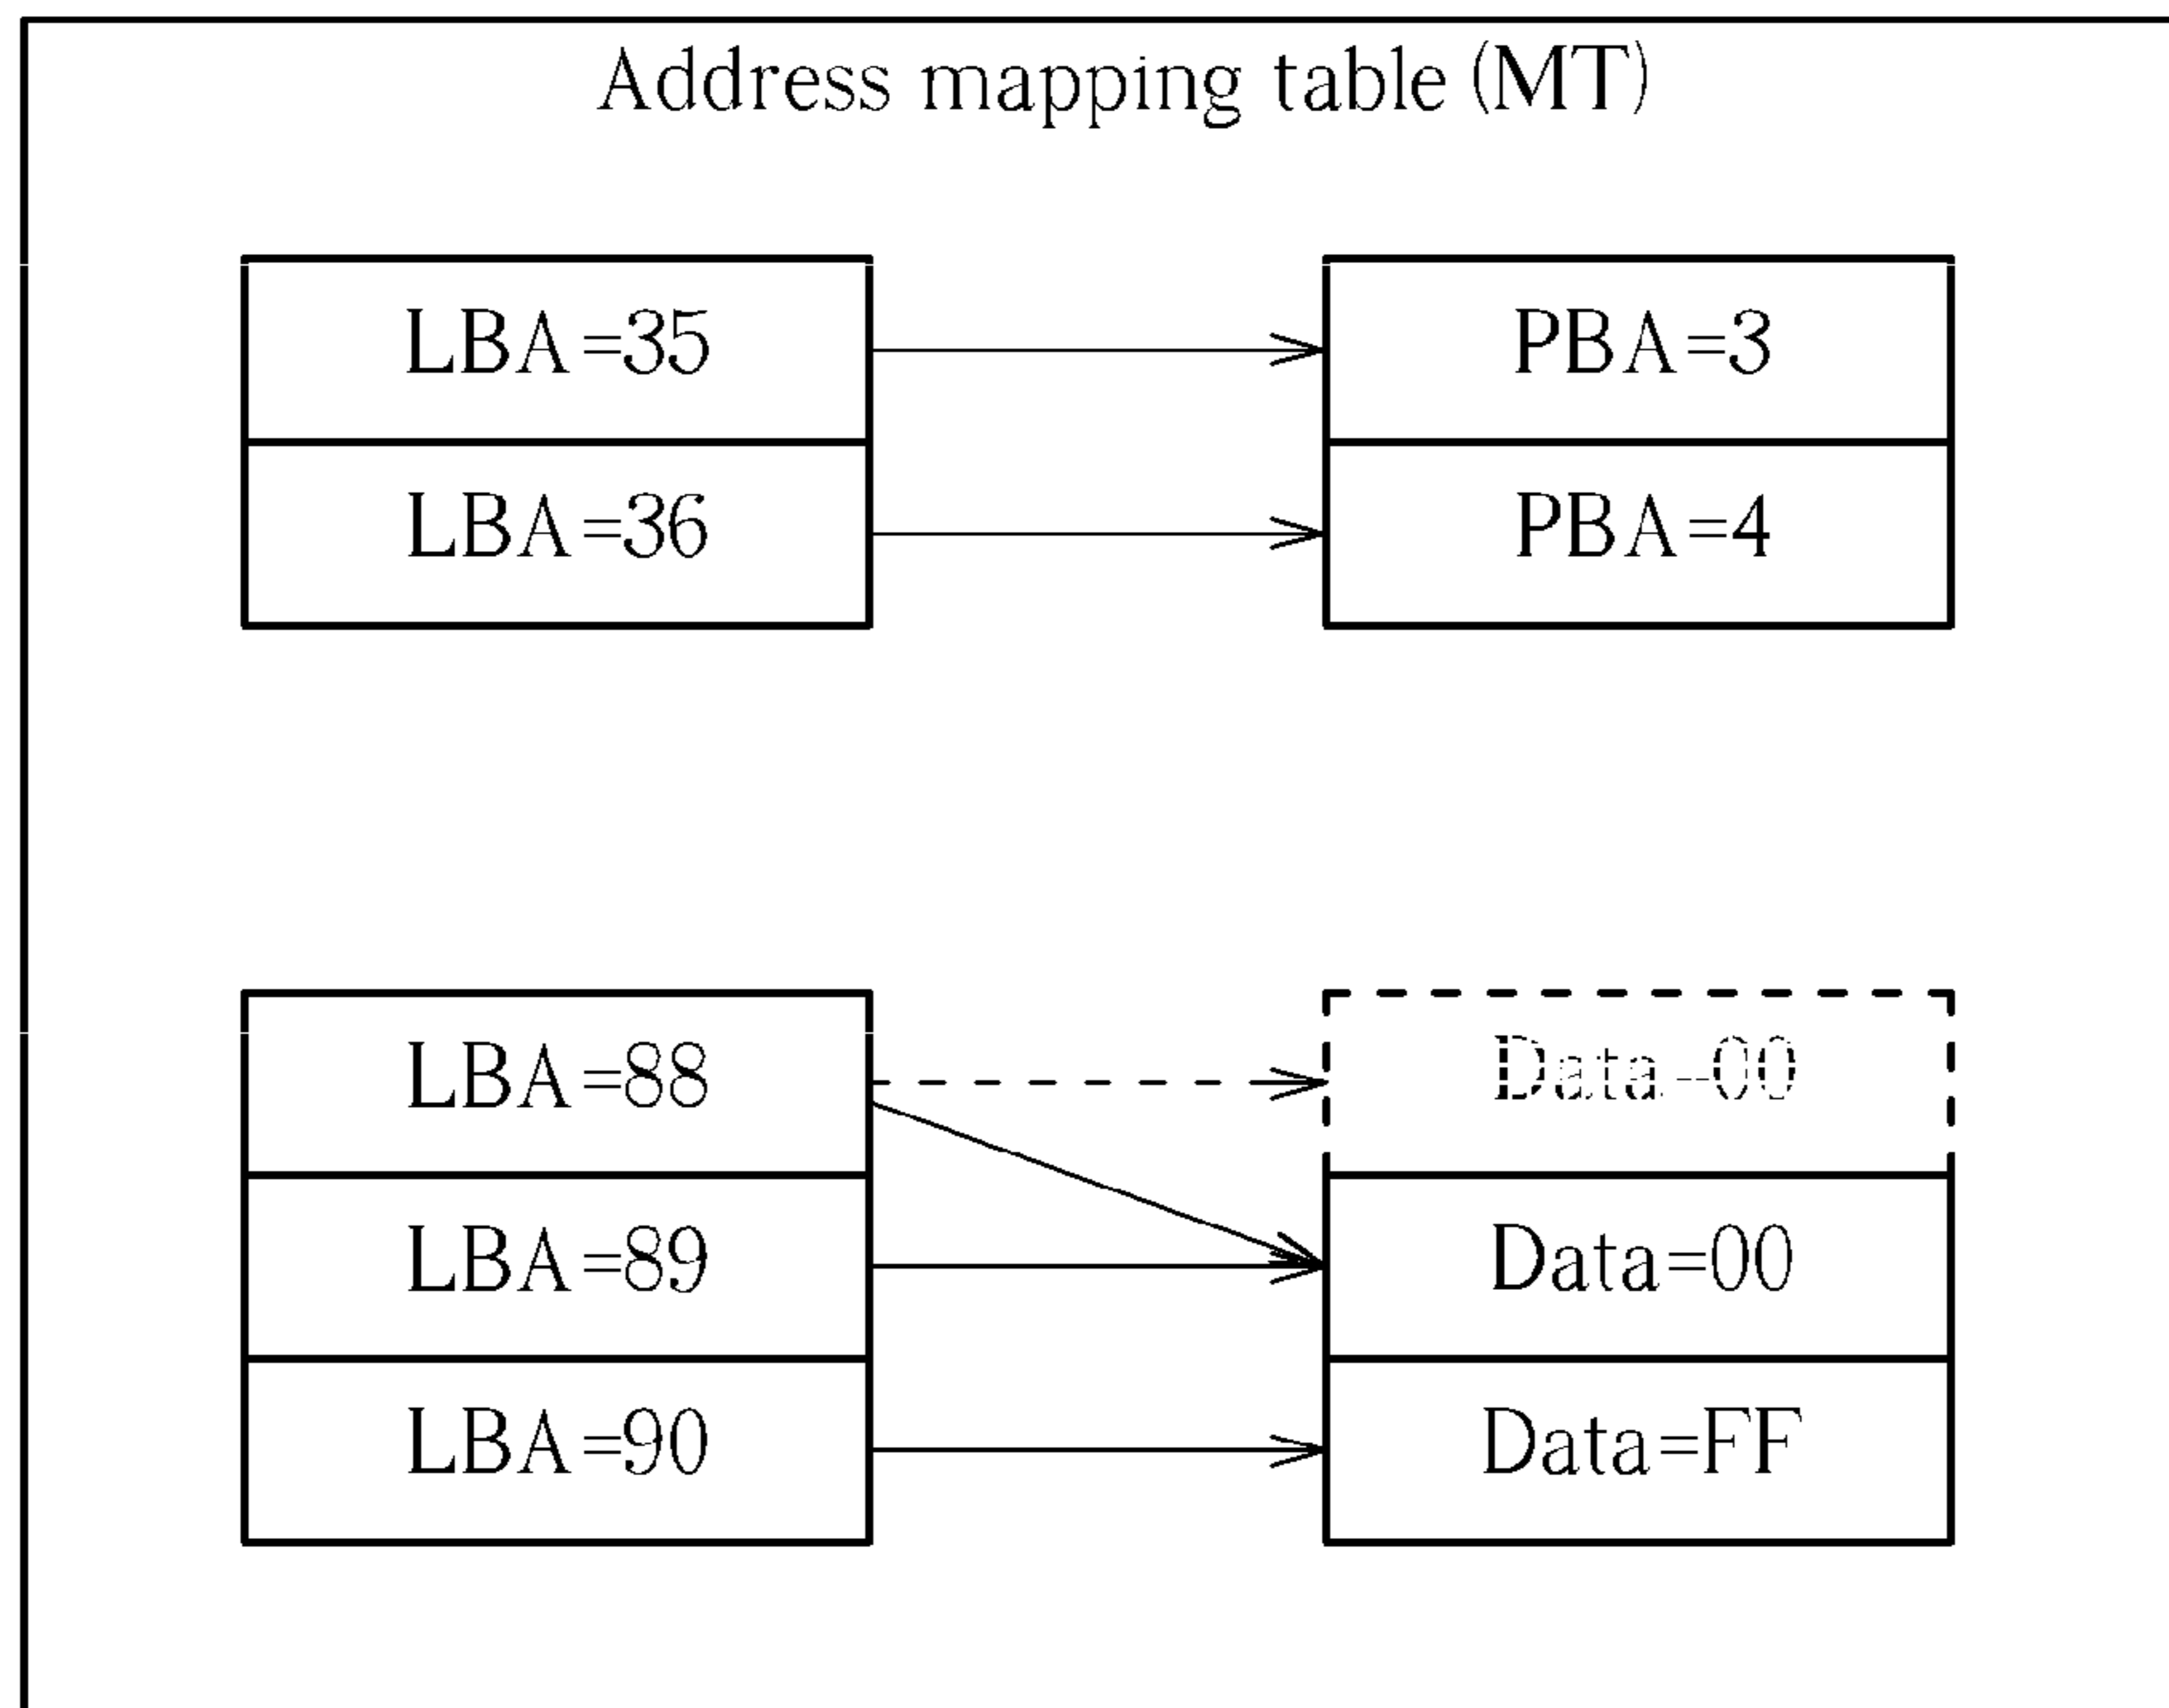 Address mapping table (MT)
LBA=35 PBA=3
LBA=36 PBA=4
LBA=88 Data=00
LBA=89 Data=00
LBA=90 Data=FF